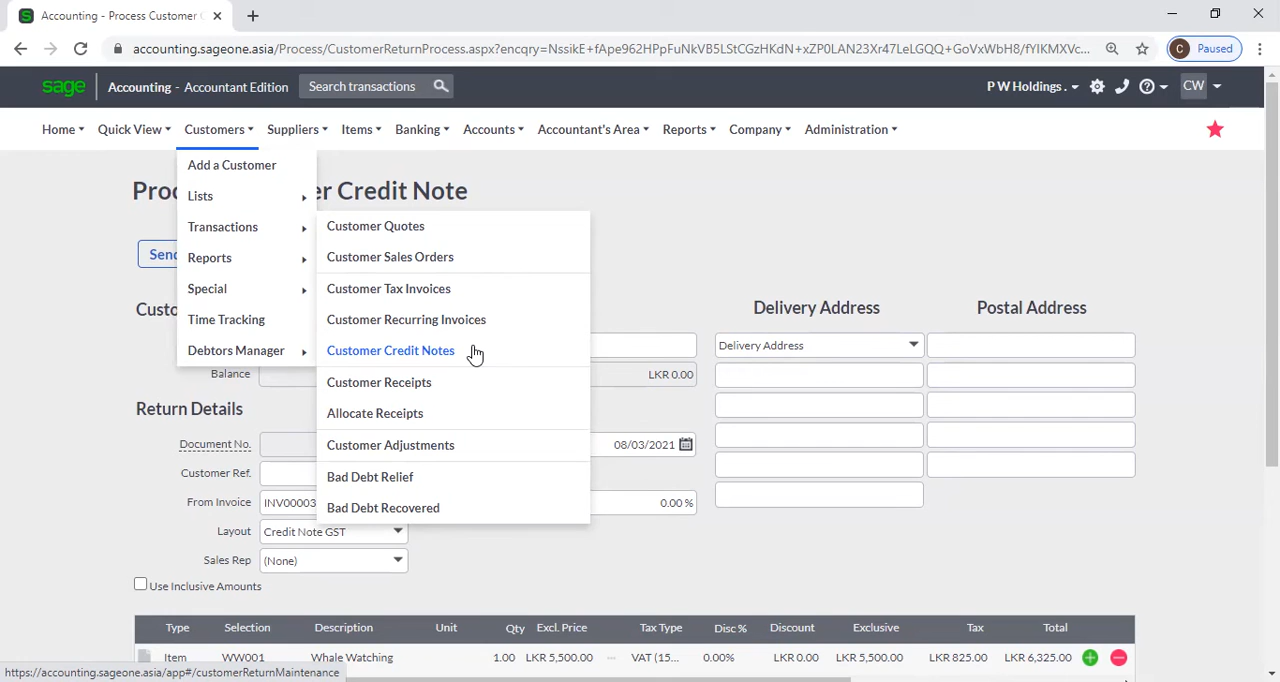 Accounting - Process Customer C
accounting.sageone.asia/Process/CustomerReturnProcess.aspx?encqry=NssikE+fApe962HPpFuNkVB5LStCGzHKdN+xZP0LAN23Xr47LeLGQQ+GoVxWbH8/fYIKMXVc...
Paused
sage Accounting - Accountant Edition Search transactions P W Holdings . CW
Home Quick View Customers Suppliers Items Banking Accounts Accountant's Area Reports Company Administration
Add a Customer
Lists
Transactions
Reports
Special
Time Tracking
Debtors Manager
Customer Quotes
Customer Sales Orders
Customer Tax Invoices
Customer Recurring Invoices
Customer Credit Notes
Customer Receipts
Allocate Receipts
Customer Adjustments
Bad Debt Relief
Bad Debt Recovered
Proc er Credit Note
Send
Custo
Delivery Address Postal Address
Delivery Address
Balance LKR 0.00
Return Details
Document No. 08/03/2021
Customer Ref.
From Invoice INV00003 0.00 %
Layout Credit Note GST
Sales Rep (None)
Use Inclusive Amounts
Type Selection Description Unit Qty Excl. Price Tax Type Disc % Discount Exclusive Tax Total
Item WW001 Whale Watching 1.00 LKR 5,500.00 ... VAT (15... 0.00% LKR 0.00 LKR 5,500.00 LKR 825.00 LKR 6,325.00
https://accounting.sageone.asia/app#/customerReturnMaintenance